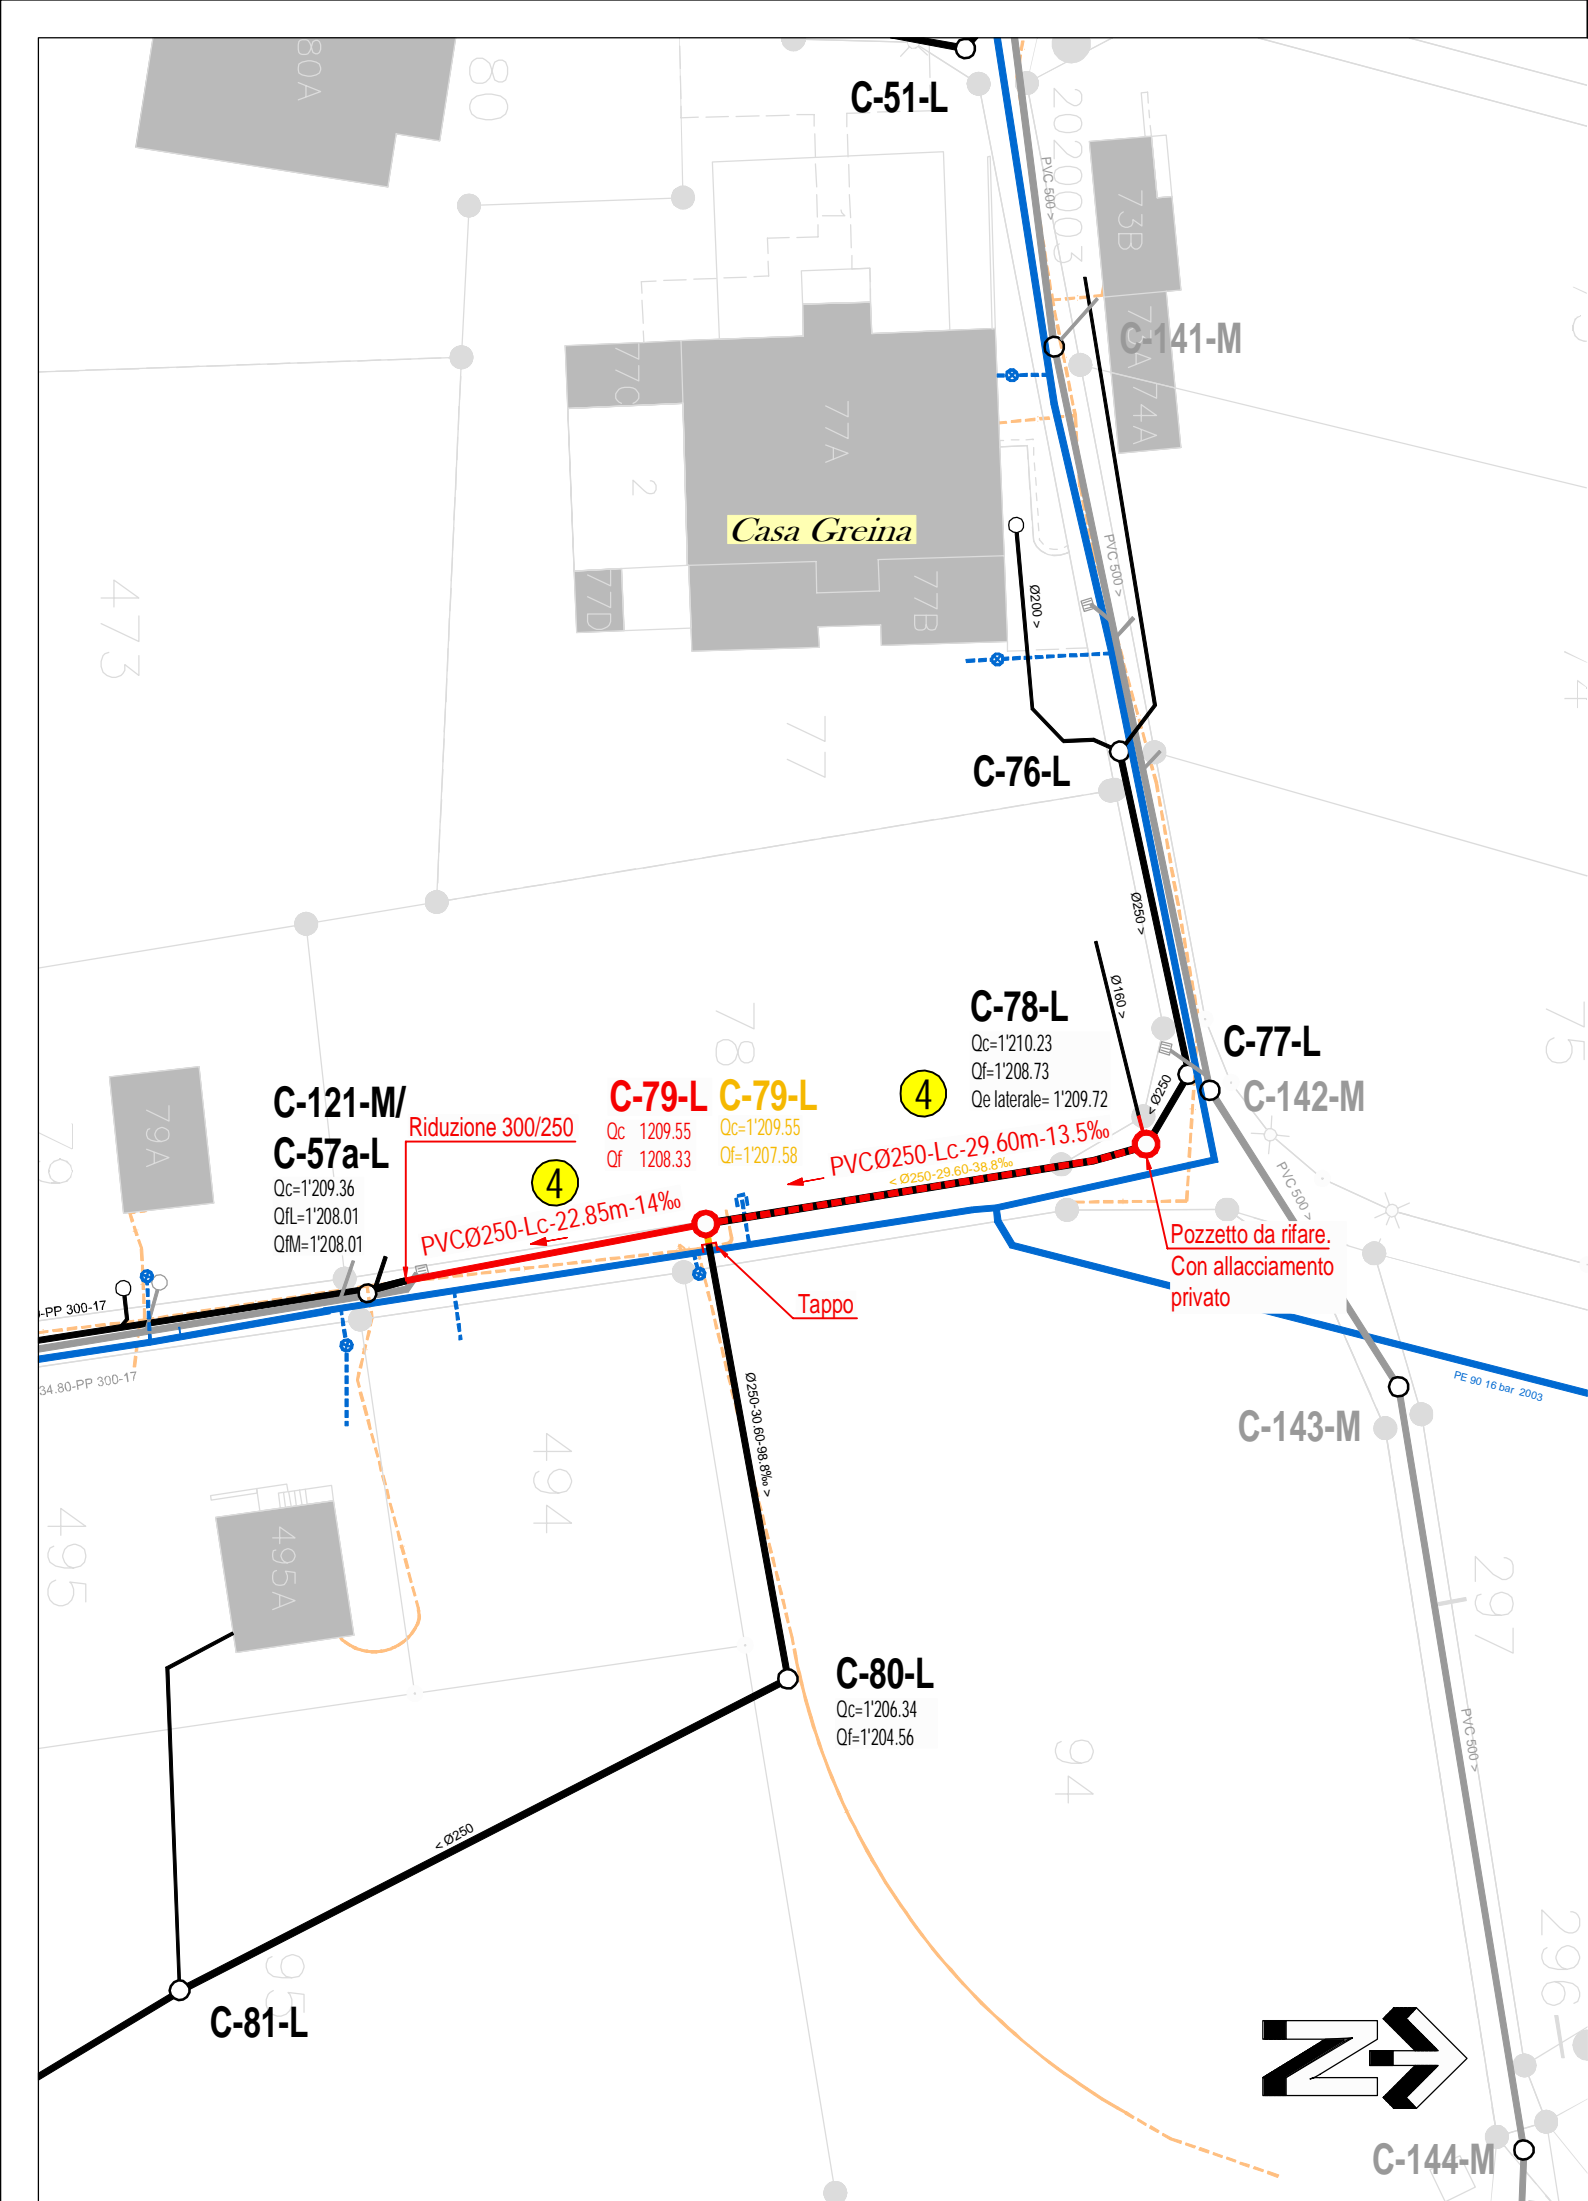 80A
80
C-51-L
2020003
PVC 500 >
73B
C-141-M
73A
74A
1
77C
77A
2
Casa Greina
77D
77B
PVC 500 >
Ø200 >
473
77
74
C-76-L
Ø250 >
C-78-L
Qc=1'210.23
Qf=1'208.73
Qe laterale= 1'209.72
Ø160 >
C-77-L
C-142-M
< Ø250
75
78
79
79A
C-121-M/
C-57a-L
Qc=1'209.36
QfL=1'208.01
QfM=1'208.01
Riduzione 300/250
C-79-L
Qc 1209.55
Qf 1208.33
C-79-L
Qc=1'209.55
Qf=1'207.58
4
4
PVCØ250-Lc-29.60m-13.5‰
< Ø250-29.60-38.8‰
PVCØ250-Lc-22.85m-14‰
PVC 500 >
Pozzetto da rifare.
Con allacciamento
privato
Tappo
-PP 300-17
34.80-PP 300-17
PE 90 16 bar 2003
C-143-M
Ø250-30.60-98.8‰ >
494
495
495A
297
C-80-L
Qc=1'206.34
Qf=1'204.56
PVC 500 >
94
< Ø250
95
C-81-L
296
N
C-144-M